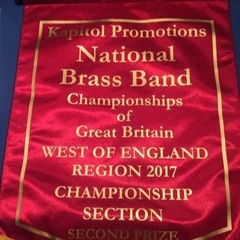 Kapitol Promotions
National
Brass Band
Championships
of
Great Britain
WEST OF ENGLAND
REGION 2017
CHAMPIONSHIP
SECTION
SECOND PRIZE